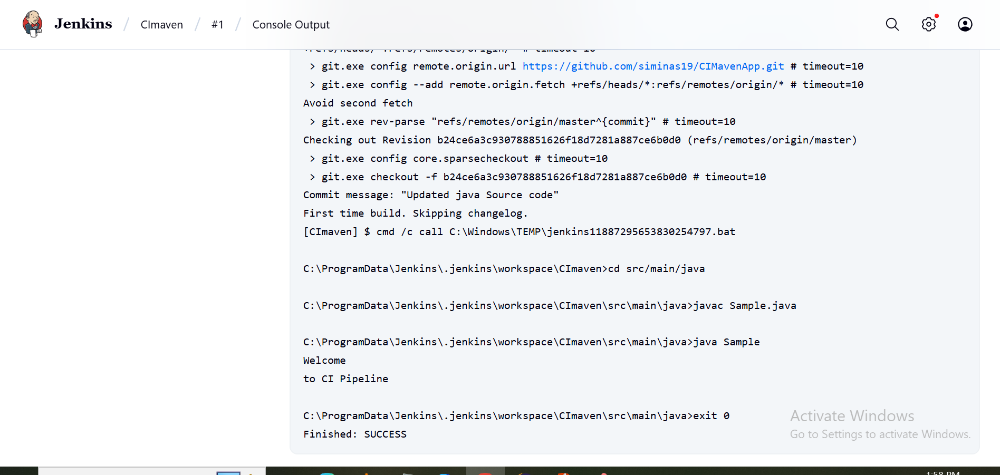 Jenkins / CImaven / #1 / Console Output
> git.exe config remote.origin.url https://github.com/siminas19/CIMavenApp.git # timeout=10
> git.exe config --add remote.origin.fetch +refs/heads/*:refs/remotes/origin/* # timeout=10
Avoid second fetch
> git.exe rev-parse "refs/remotes/origin/master^{commit}" # timeout=10
Checking out Revision b24ce6a3c930788851626f18d7281a887ce6b0d0 (refs/remotes/origin/master)
> git.exe config core.sparsecheckout # timeout=10
> git.exe checkout -f b24ce6a3c930788851626f18d7281a887ce6b0d0 # timeout=10
Commit message: "Updated java Source code"
First time build. Skipping changelog.
[CImaven] $ cmd /c call C:\Windows\TEMP\jenkins11887295653830254797.bat
C:\ProgramData\Jenkins\.jenkins\workspace\CImaven>cd src/main/java
C:\ProgramData\Jenkins\.jenkins\workspace\CImaven\src\main\java>javac Sample.java
C:\ProgramData\Jenkins\.jenkins\workspace\CImaven\src\main\java>java Sample
Welcome
to CI Pipeline
C:\ProgramData\Jenkins\.jenkins\workspace\CImaven\src\main\java>exit 0
Finished: SUCCESS
Activate Windows
Go to Settings to activate Windows.
1:58 PM